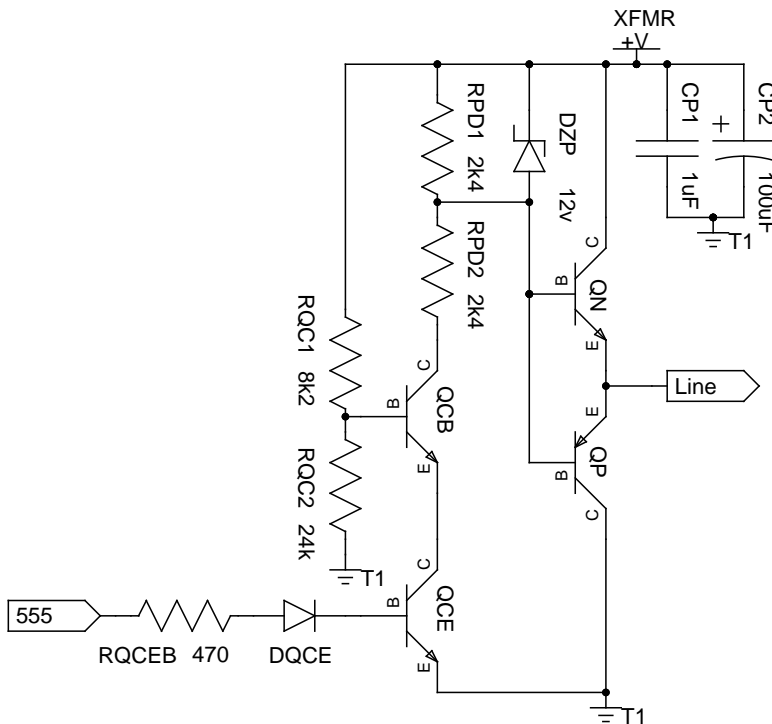 XFMR
+V
RPD1 2k4
DZP 12v
CP1 1uF
CP2 100uF
+
T1
RPD2 2k4
C
B QN
E
RQC1 8k2
Line
C
B QCB
E
E
B QP
C
RQC2 24k
T1
C
B QCE
E
555
RQCEB 470
DQCE
T1